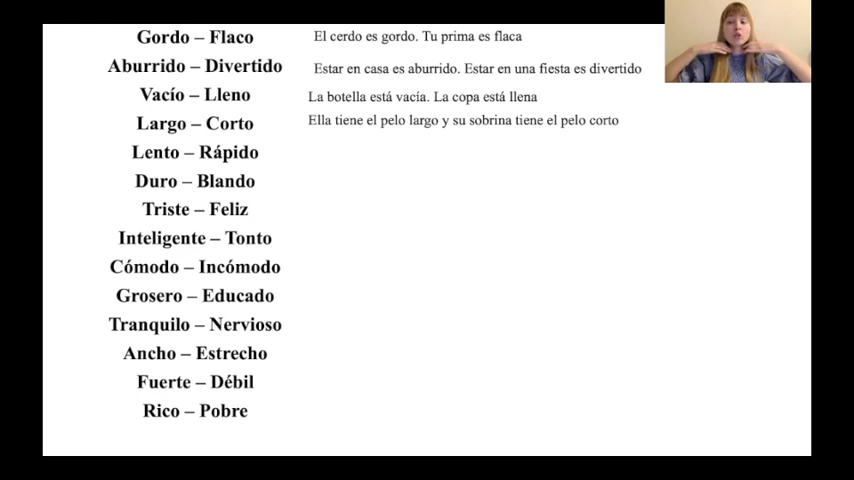 Gordo – Flaco El cerdo es gordo. Tu prima es flaca
Aburrido – Divertido Estar en casa es aburrido. Estar en una fiesta es divertido
Vacío – Lleno La botella está vacía. La copa está llena
Largo – Corto Ella tiene el pelo largo y su sobrina tiene el pelo corto
Lento – Rápido
Duro – Blando
Triste – Feliz
Inteligente – Tonto
Cómodo – Incómodo
Grosero – Educado
Tranquilo – Nervioso
Ancho – Estrecho
Fuerte – Débil
Rico – Pobre